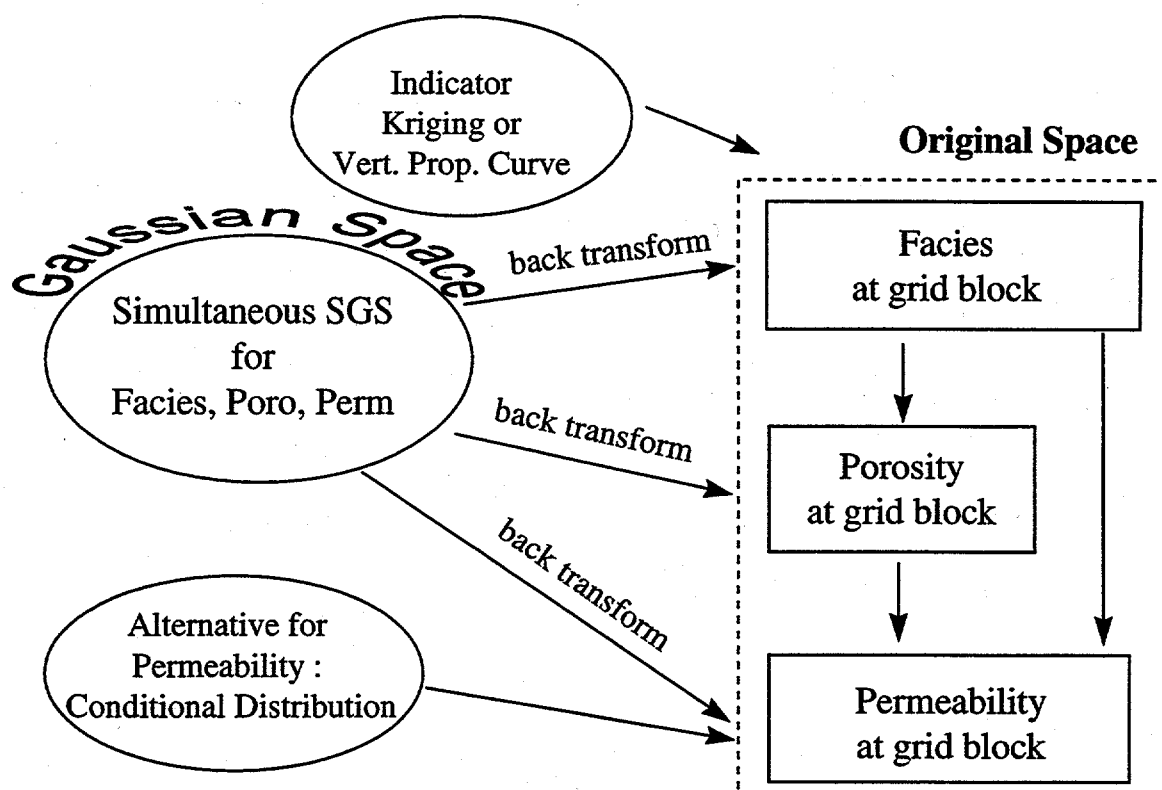 Indicator
Kriging or
Vert. Prop. Curve
Original Space
Gaussian Space
back transform
Facies
at grid block
Simultaneous SGS
for
Facies, Poro, Perm
back transform
Porosity
at grid block
back transform
Alternative for
Permeability :
Conditional Distribution
Permeability
at grid block